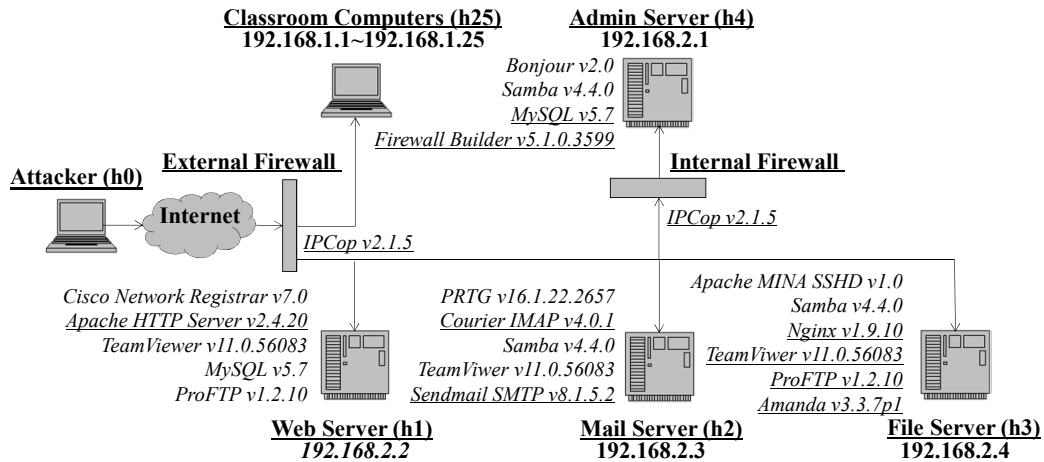 Classroom Computers (h25)
192.168.1.1~192.168.1.25
Admin Server (h4)
192.168.2.1
Bonjour v2.0
Samba v4.4.0
MySQL v5.7
Firewall Builder v5.1.0.3599
External Firewall
Internal Firewall
Attacker (h0)
Internet
IPCop v2.1.5
IPCop v2.1.5
Cisco Network Registrar v7.0
Apache HTTP Server v2.4.20
TeamViewer v11.0.56083
MySQL v5.7
ProFTP v1.2.10
Web Server (h1)
192.168.2.2
PRTG v16.1.22.2657
Courier IMAP v4.0.1
Samba v4.4.0
TeamViwer v11.0.56083
Sendmail SMTP v8.1.5.2
Mail Server (h2)
192.168.2.3
Apache MINA SSHD v1.0
Samba v4.4.0
Nginx v1.9.10
TeamViwer v11.0.56083
ProFTP v1.2.10
Amanda v3.3.7p1
File Server (h3)
192.168.2.4